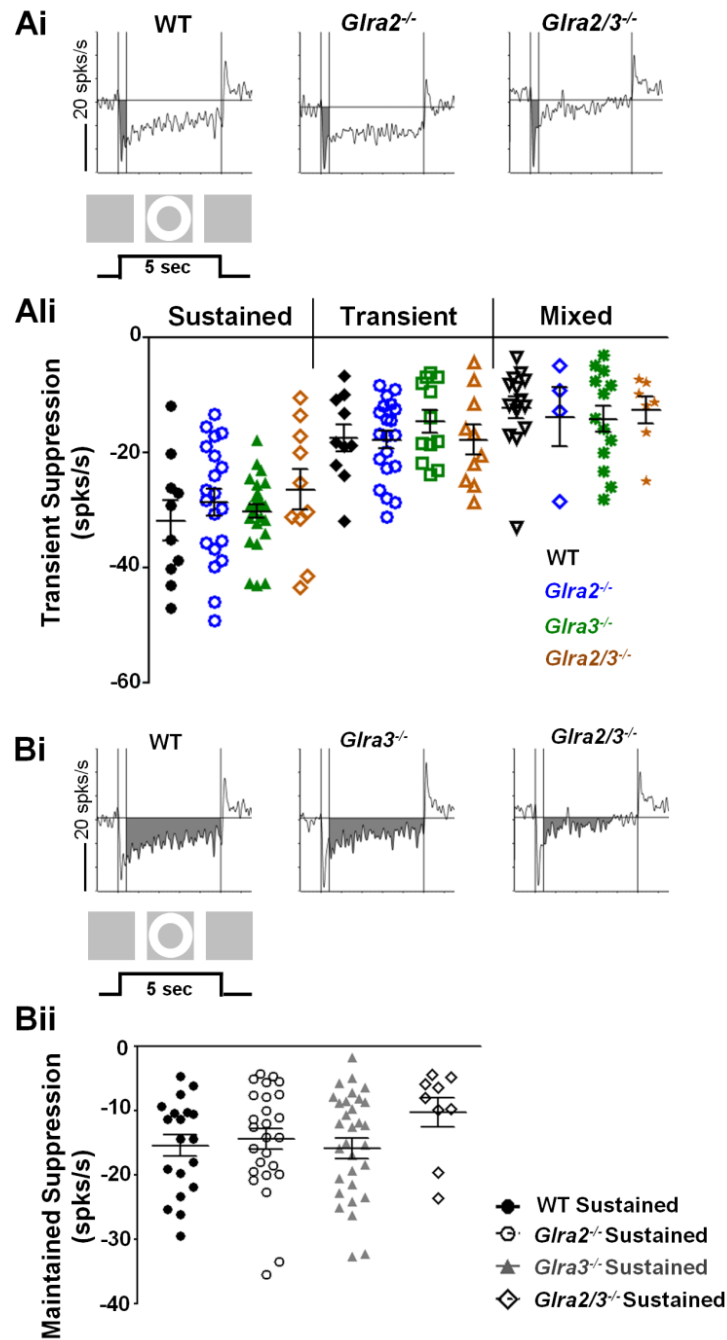 Ai
WT Glra2-/- Glra2/3-/-
20 spks/s
5 sec
Aii
Sustained Transient Mixed
0
-20
-40
-60
Transient Suppression
(spks/s)
WT
Glra2-/-
Glra3-/-
Glra2/3-/-
Bi
WT Glra3-/- Glra2/3-/-
20 spks/s
5 sec
Bii
0
-10
-20
-30
-40
Maintained Suppression
(spks/s)
WT Sustained
Glra2-/- Sustained
Glra3-/- Sustained
Glra2/3-/- Sustained